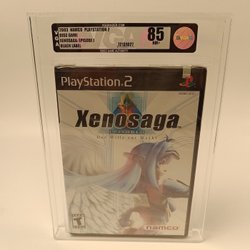 2003 NAMCO PLAYSTATION 2
VIDEO GAME
XENOSAGA: EPISODE I
BLACK LABEL
85
NM+
PlayStation 2
Xenosaga
EPISODE I
Der Wille zur Macht
TEEN
T
namco